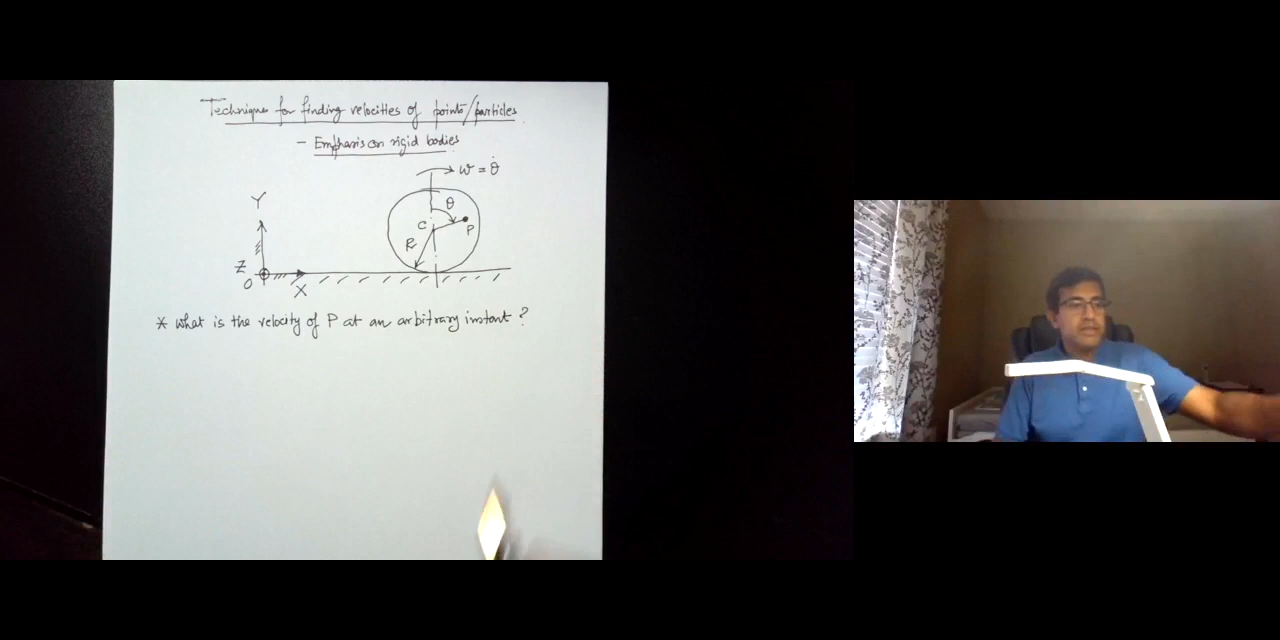 Technique for finding velocities of points/particles
- Emphasis on rigid bodies
ω = θ̇
Y
θ
C
P
R
Z
O
X
* What is the velocity of P at an arbitrary instant ?